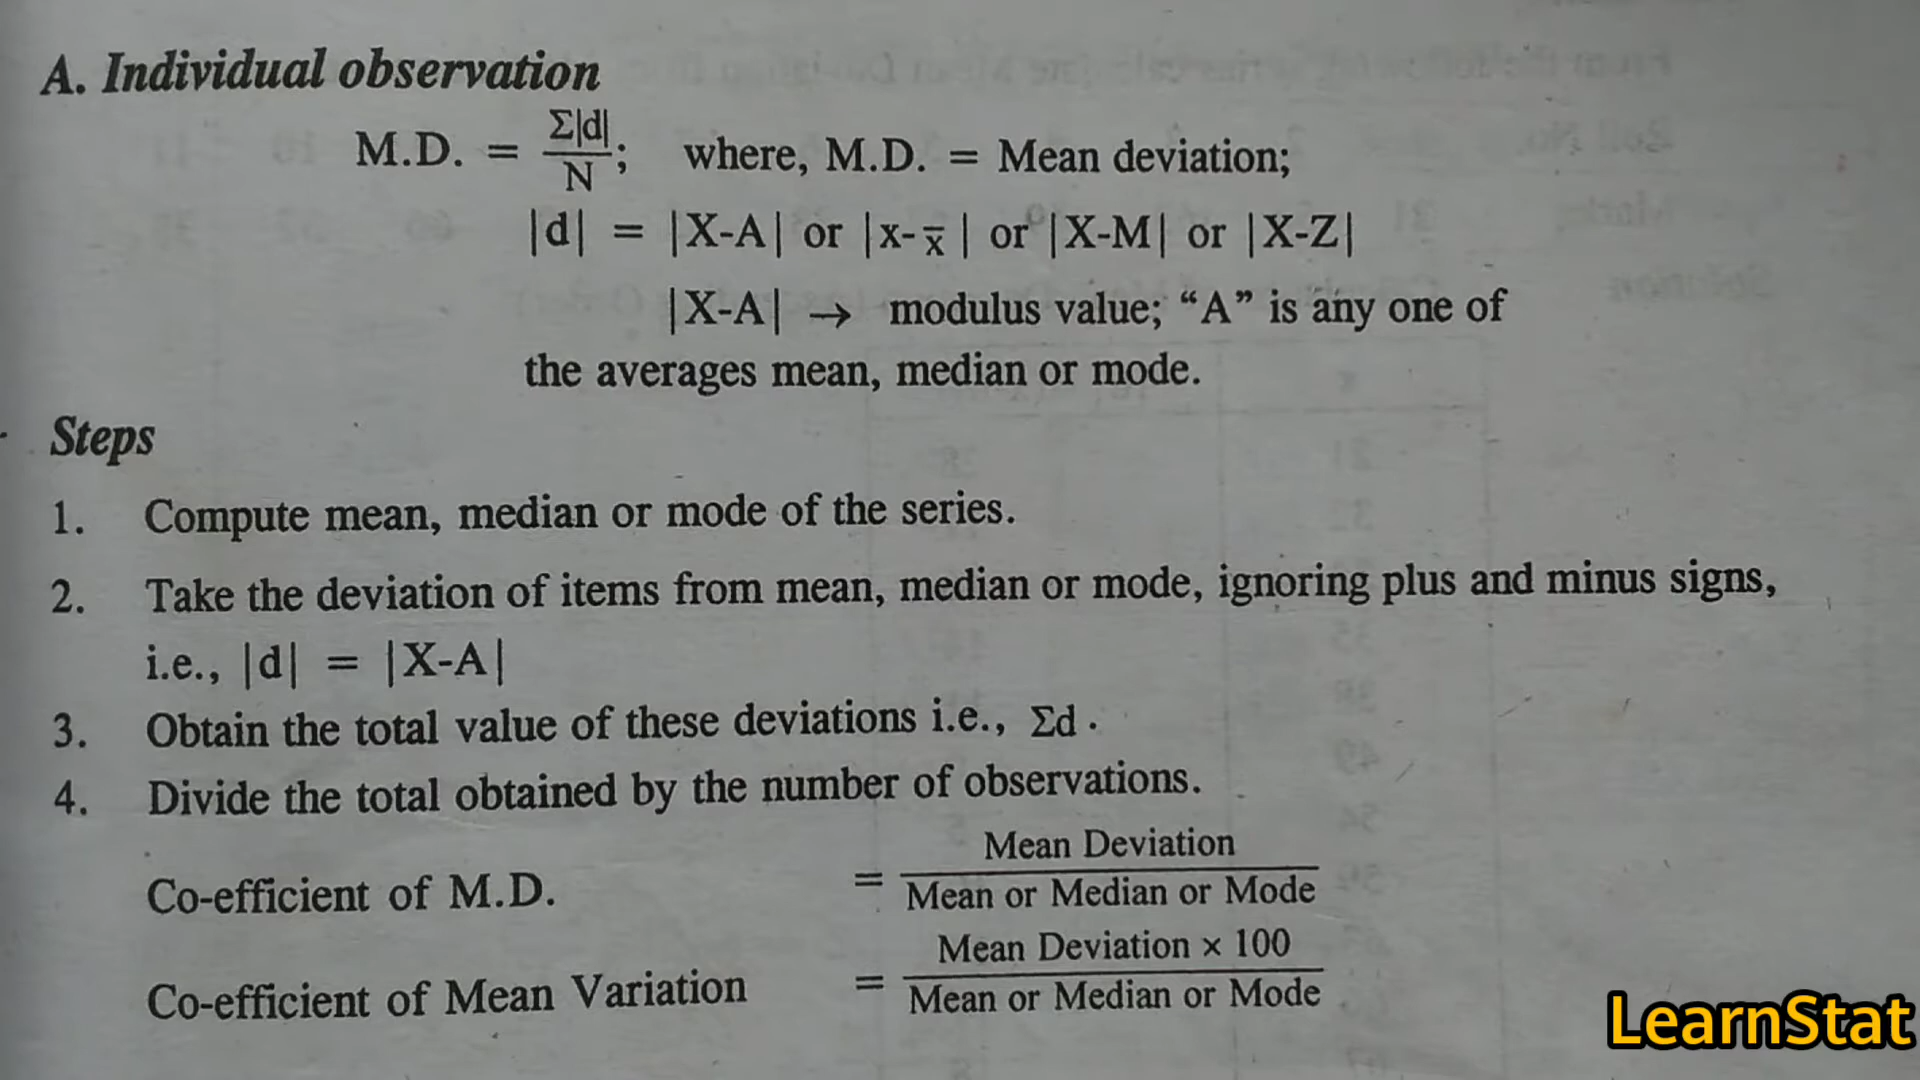 A. Individual observation
M.D. = Σ|d| / N ; where, M.D. = Mean deviation;
|d| = |X-A| or |x-x̄| or |X-M| or |X-Z|
|X-A| → modulus value; “A” is any one of
the averages mean, median or mode.
Steps
1. Compute mean, median or mode of the series.
2. Take the deviation of items from mean, median or mode, ignoring plus and minus signs,
i.e., |d| = |X-A|
3. Obtain the total value of these deviations i.e., Σd.
4. Divide the total obtained by the number of observations.
Co-efficient of M.D. = Mean Deviation / Mean or Median or Mode
Co-efficient of Mean Variation = Mean Deviation × 100 / Mean or Median or Mode
LearnStat